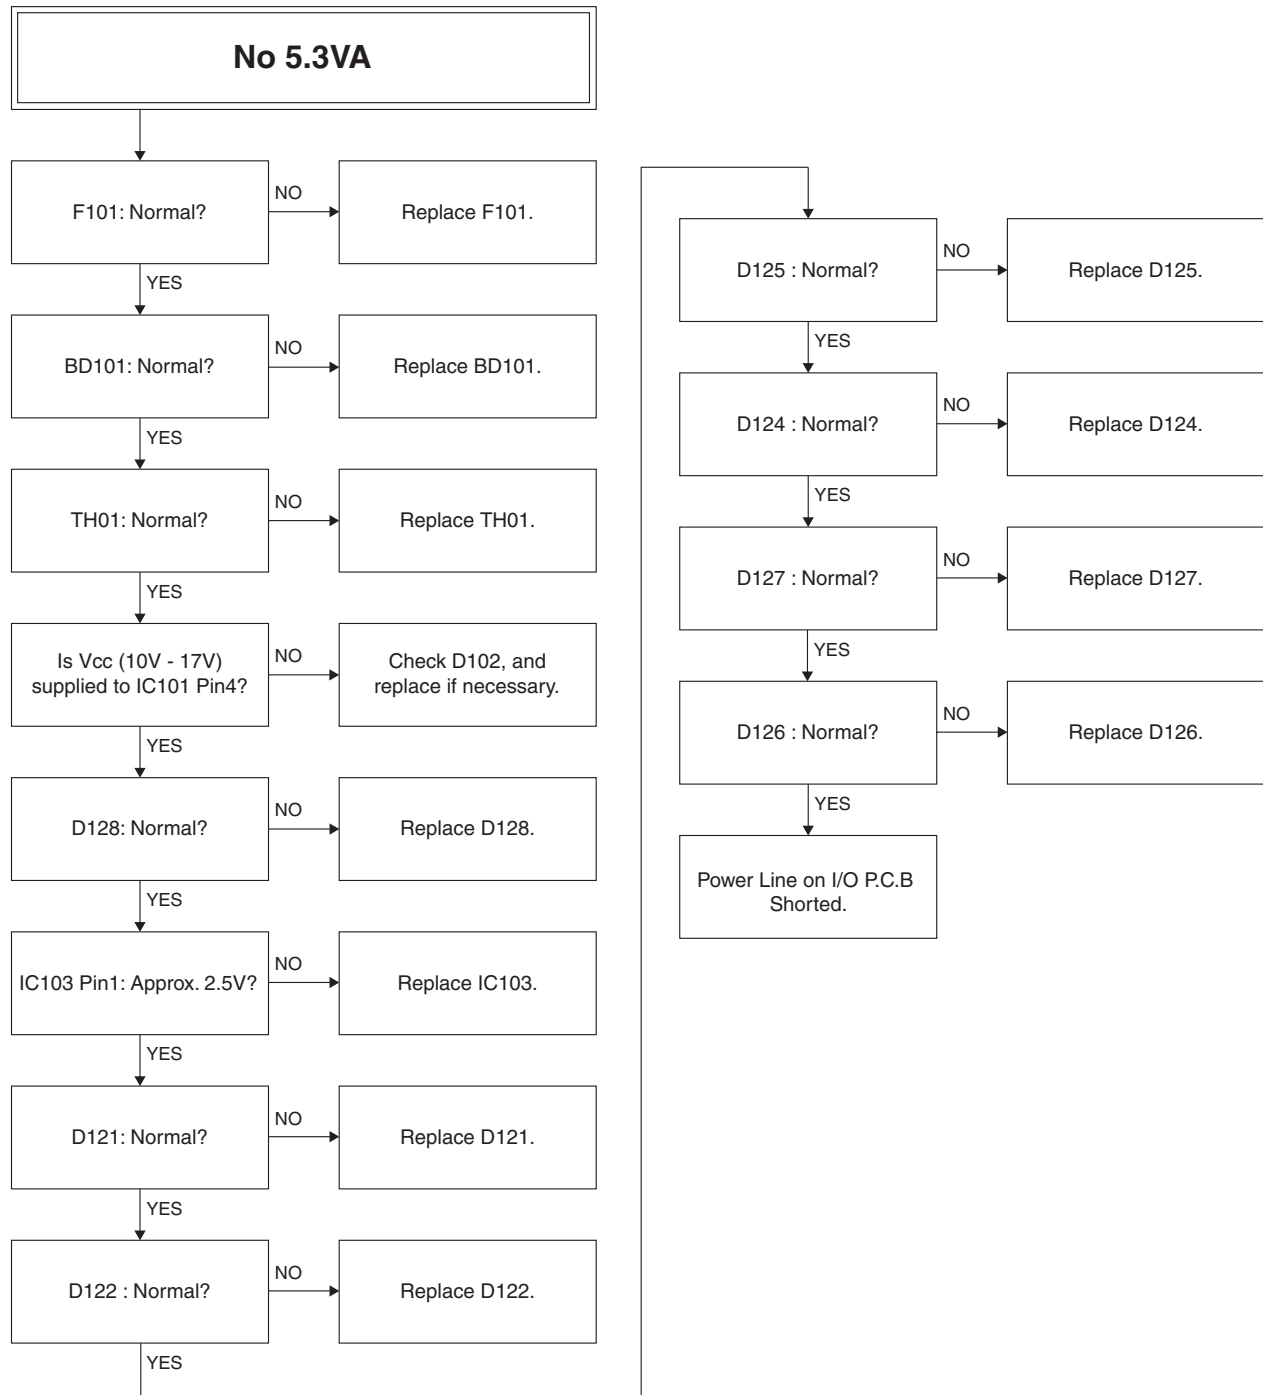 No 5.3VA
F101: Normal?
NO
Replace F101.
YES
BD101: Normal?
NO
Replace BD101.
YES
TH01: Normal?
NO
Replace TH01.
YES
Is Vcc (10V - 17V)
supplied to IC101 Pin4?
NO
Check D102, and
replace if necessary.
YES
D128: Normal?
NO
Replace D128.
YES
IC103 Pin1: Approx. 2.5V?
NO
Replace IC103.
YES
D121: Normal?
NO
Replace D121.
YES
D122 : Normal?
NO
Replace D122.
YES
D125 : Normal?
NO
Replace D125.
YES
D124 : Normal?
NO
Replace D124.
YES
D127 : Normal?
NO
Replace D127.
YES
D126 : Normal?
NO
Replace D126.
YES
Power Line on I/O P.C.B
Shorted.